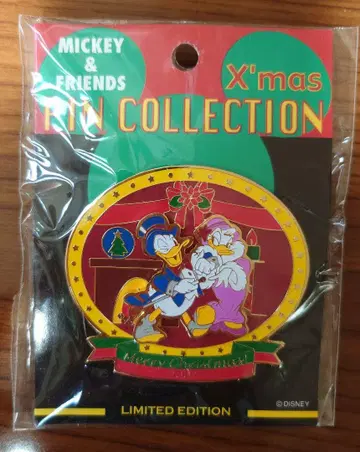 MICKEY
&
FRIENDS
X'mas
PIN COLLECTION
Merry Christmas!
LIMITED EDITION
©DISNEY